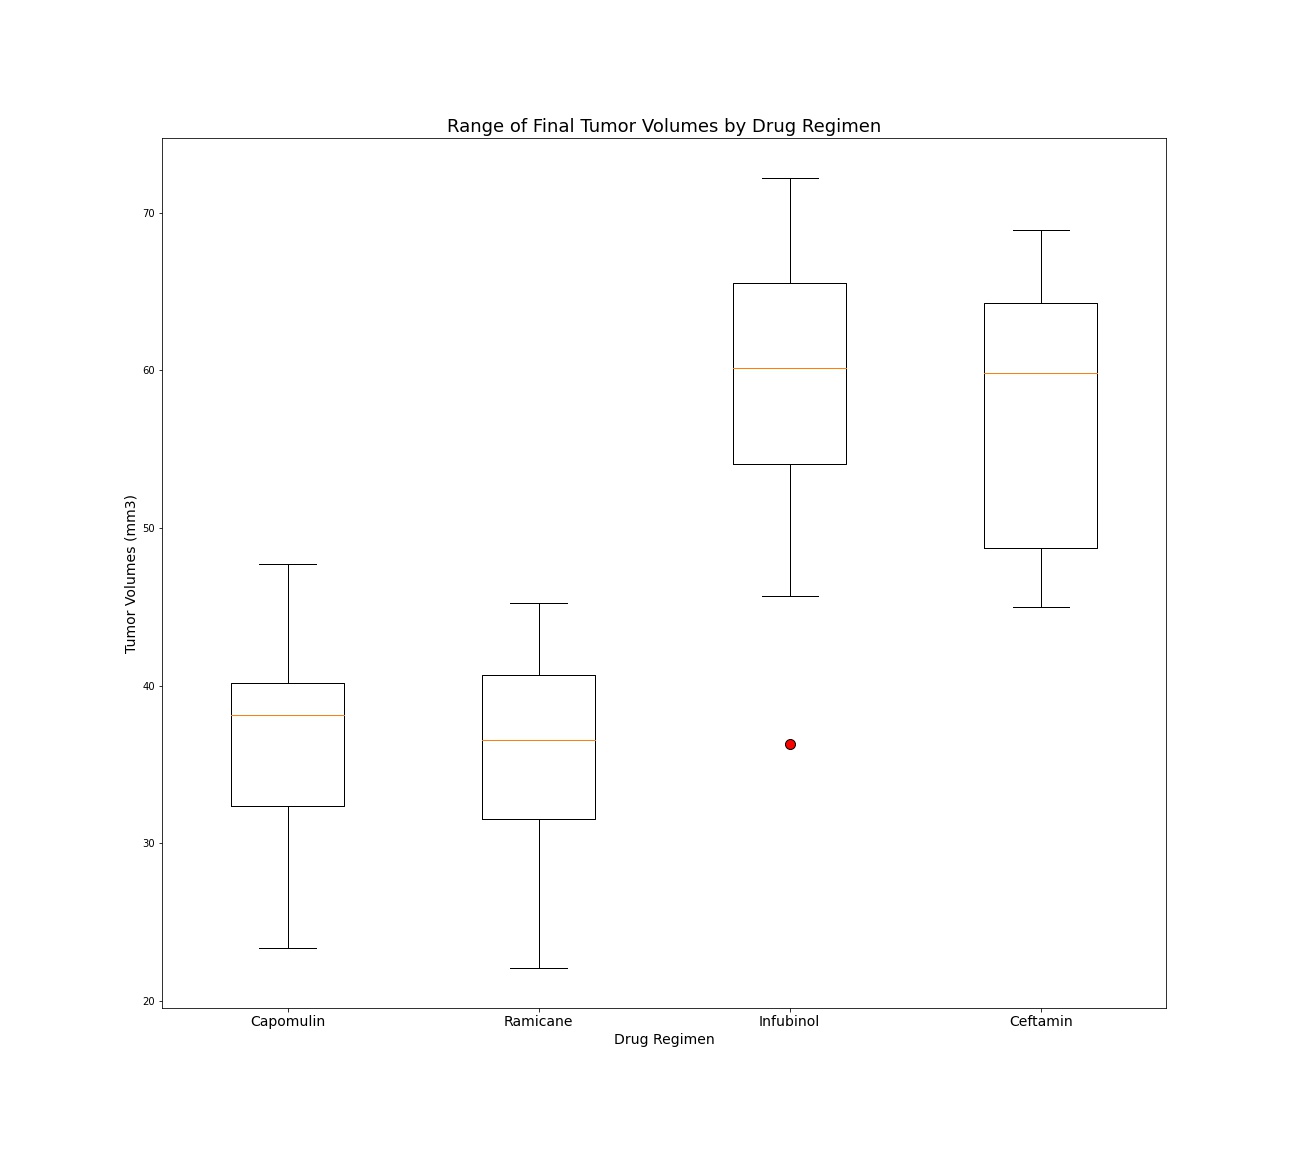 Range of Final Tumor Volumes by Drug Regimen
70
60
50
40
30
20
Tumor Volumes (mm3)
Capomulin Ramicane Infubinol Ceftamin
Drug Regimen